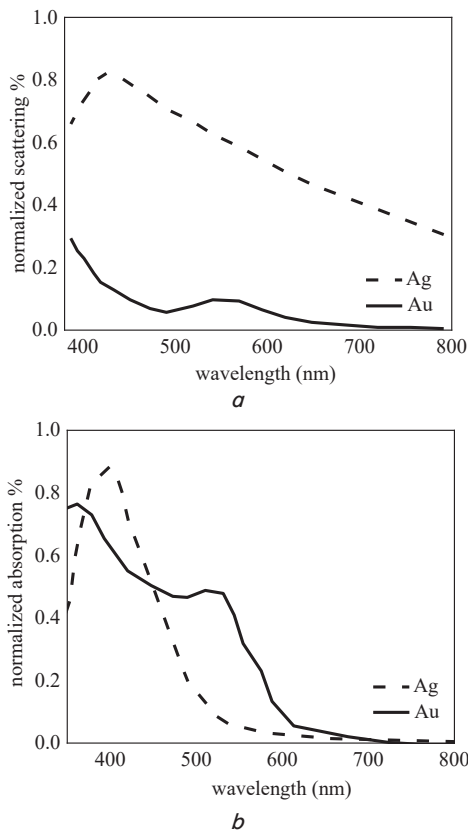 1.0
0.8
0.6
0.4
0.2
0.0
normalized scattering %
Ag
Au
400 500 600 700 800
wavelength (nm)
a
1.0
0.8
0.6
0.4
0.2
0.0
normalized absorption %
Ag
Au
400 500 600 700 800
wavelength (nm)
b